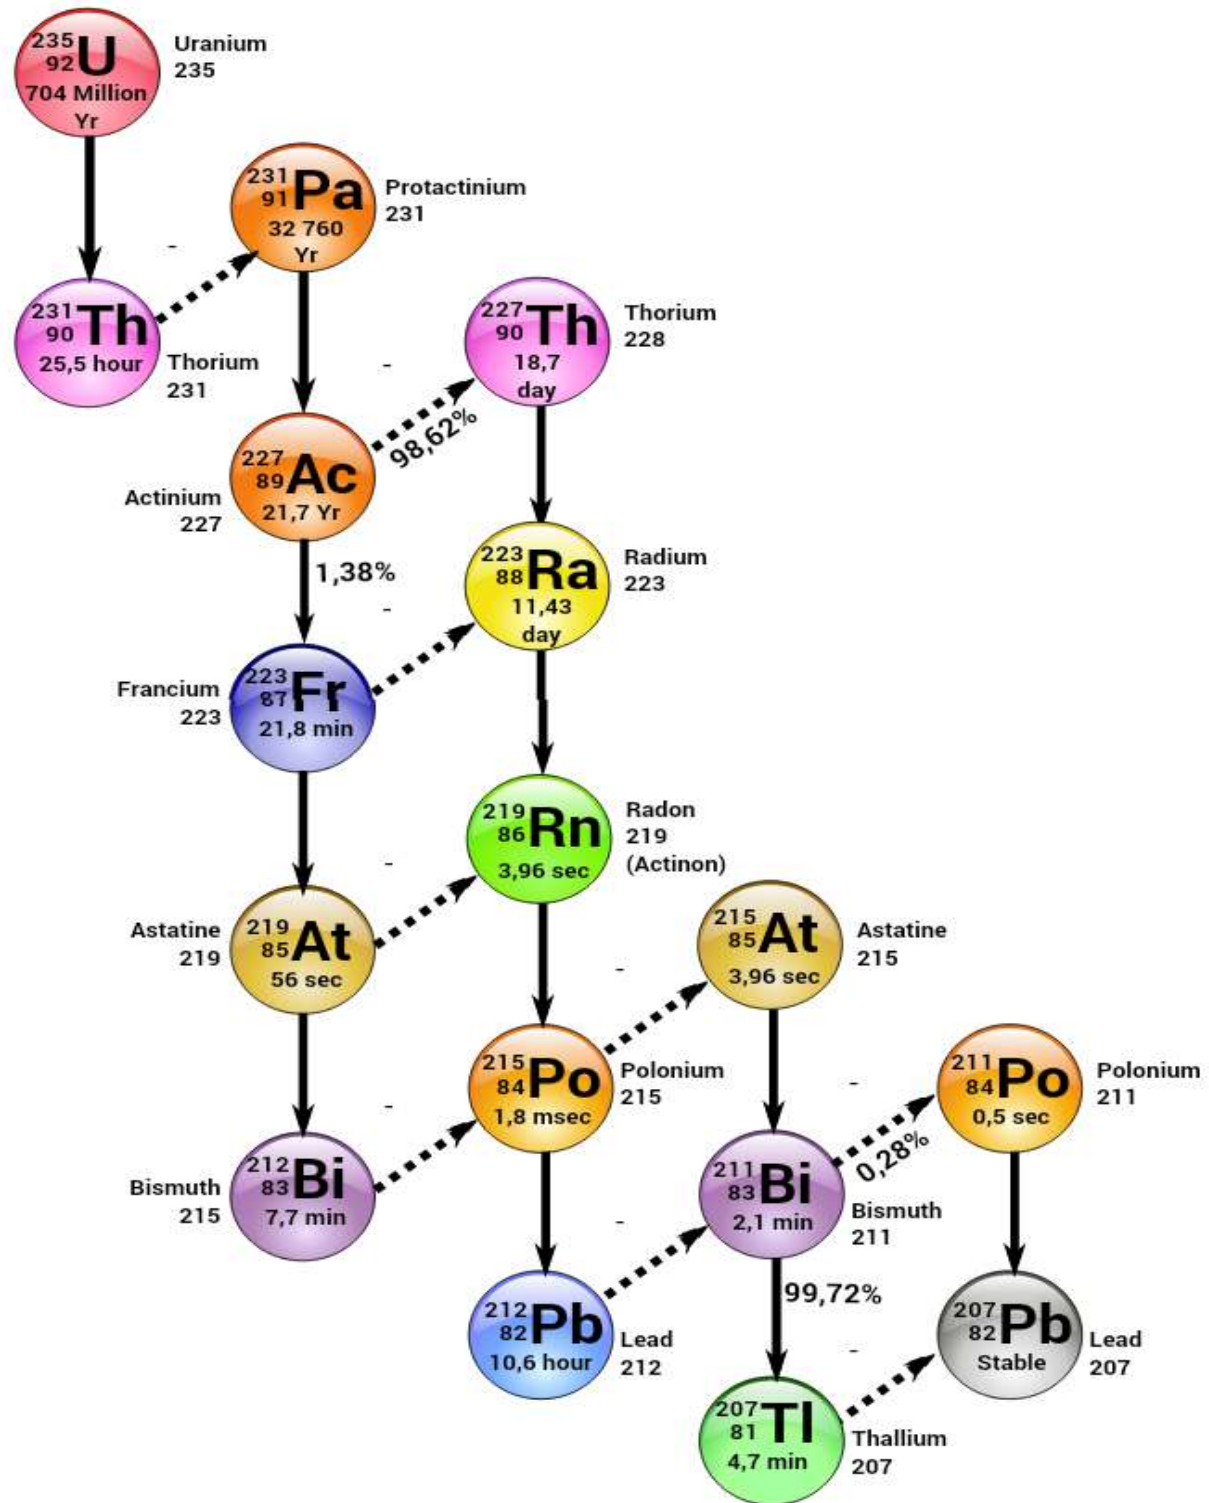 235
92 U
704 Million
Yr
Uranium
235
231
91 Pa
32 760
Yr
Protactinium
231
-
231
90 Th
25,5 hour
Thorium
231
227
90 Th
18,7
day
Thorium
228
-
98,62%
227
89 Ac
21,7 Yr
Actinium
227
1,38%
-
223
88 Ra
11,43
day
Radium
223
223
87 Fr
21,8 min
Francium
223
219
86 Rn
3,96 sec
Radon
219
(Actinon)
-
219
85 At
56 sec
Astatine
219
215
85 At
3,96 sec
Astatine
215
-
215
84 Po
1,8 msec
Polonium
215
-
211
84 Po
0,5 sec
Polonium
211
-
0,28%
212
83 Bi
7,7 min
Bismuth
215
211
83 Bi
2,1 min
Bismuth
211
-
99,72%
212
82 Pb
10,6 hour
Lead
212
207
82 Pb
Stable
Lead
207
-
207
81 Tl
4,7 min
Thallium
207